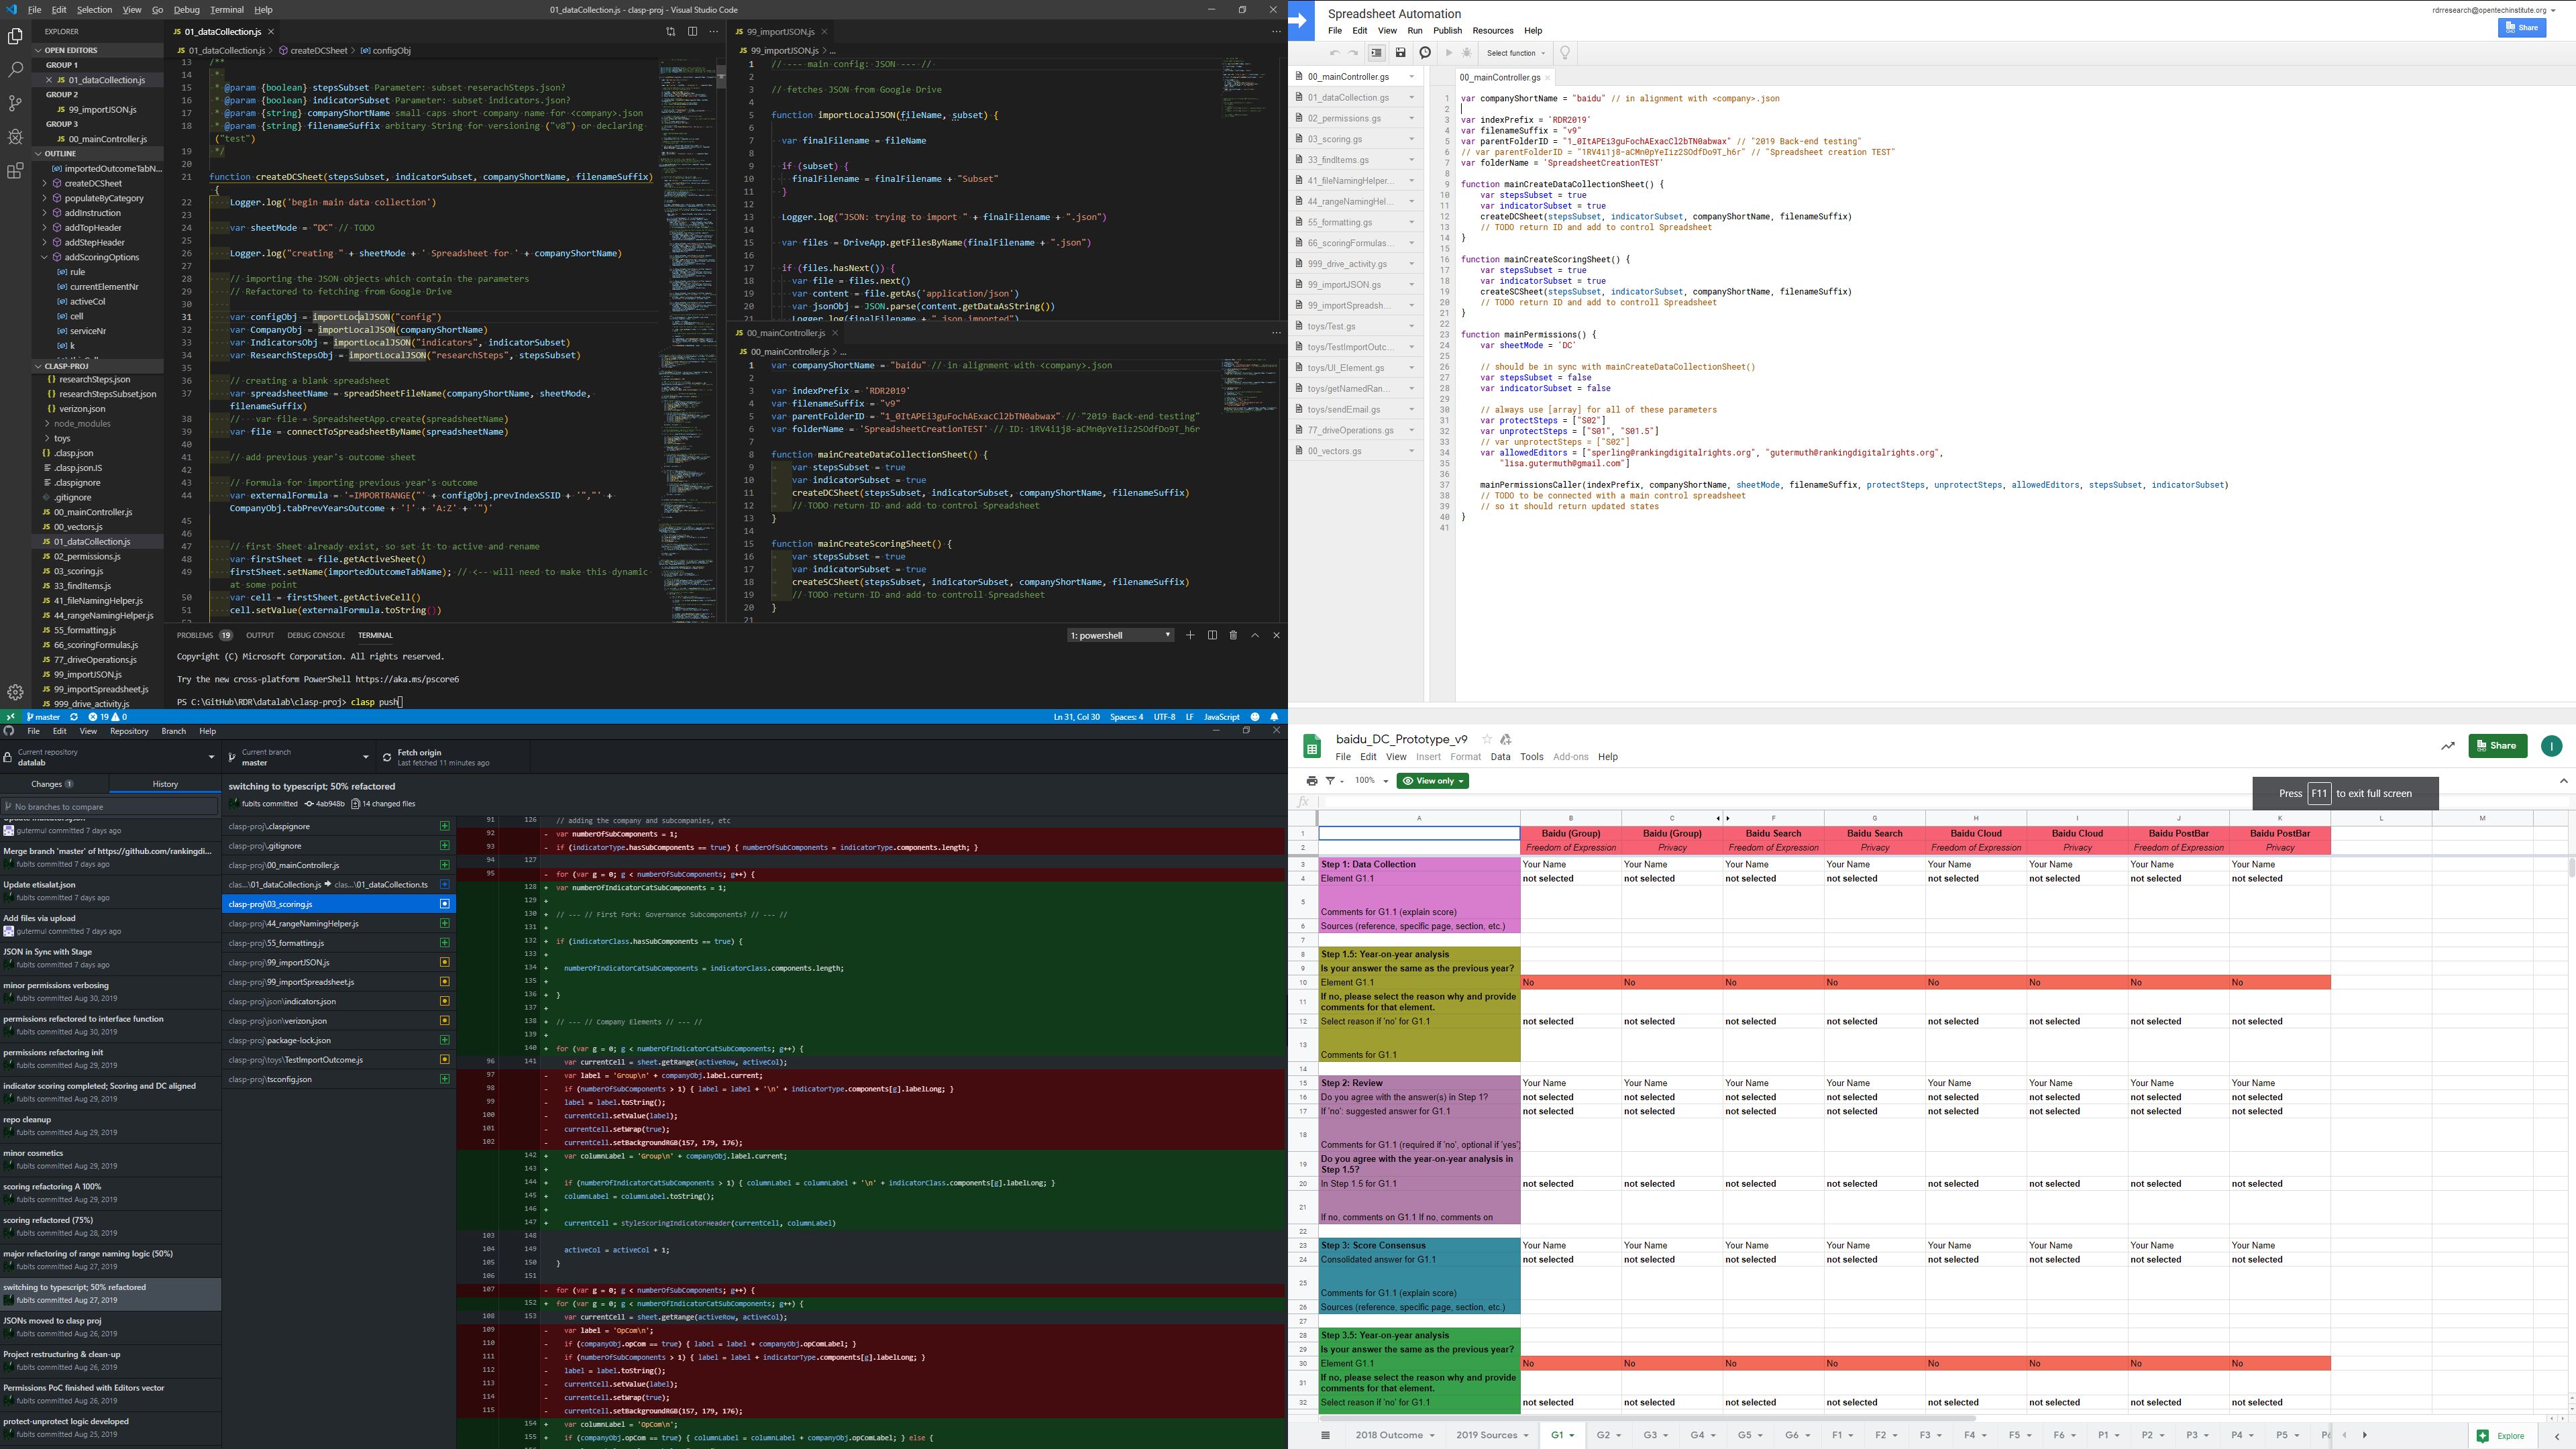 File Edit Selection View Go Debug Terminal Help
01_dataCollection.js - clasp-proj - Visual Studio Code
EXPLORER
OPEN EDITORS
GROUP 1
01_dataCollection.js
GROUP 2
99_importJSON.js
GROUP 3
00_mainController.js
OUTLINE
importedOutcomeTabN...
createDCSheet
populateByCategory
addInstruction
addTopHeader
addStepHeader
addScoringOptions
rule
currentElementNr
activeCol
cell
serviceNr
k
CLASP-PROJ
researchSteps.json
researchStepsSubset.json
verizon.json
node_modules
toys
.clasp.json
.clasp.json.IS
.claspignore
.gitignore
00_mainController.js
00_vectors.js
01_dataCollection.js
02_permissions.js
03_scoring.js
33_findItems.js
41_fileNamingHelper.js
44_rangeNamingHelper.js
55_formatting.js
66_scoringFormulas.js
77_driveOperations.js
99_importJSON.js
99_importSpreadsheet.js
999_drive_activity.js
01_dataCollection.js
01_dataCollection.js > createDCSheet > configObj
13 /**
14 *
15 * @param {boolean} stepsSubset Parameter: subset reserachSteps.json?
16 * @param {boolean} indicatorSubset Parameter: subset indicators.json?
17 * @param {string} companyShortName small caps short company name for <company>.json
18 * @param {string} filenameSuffix arbitary String for versioning ("v8") or declaring
("test")
19 */
20
21 function createDCSheet(stepsSubset, indicatorSubset, companyShortName, filenameSuffix)
{
22 Logger.log('begin main data collection')
23
24 var sheetMode = "DC" // TODO
25
26 Logger.log("creating " + sheetMode + ' Spreadsheet for ' + companyShortName)
27
28 // importing the JSON objects which contain the parameters
29 // Refactored to fetching from Google Drive
30
31 var configObj = importLocalJSON("config")
32 var CompanyObj = importLocalJSON(companyShortName)
33 var IndicatorsObj = importLocalJSON("indicators", indicatorSubset)
34 var ResearchStepsObj = importLocalJSON("researchSteps", stepsSubset)
35
36 // creating a blank spreadsheet
37 var spreadsheetName = spreadSheetFileName(companyShortName, sheetMode,
filenameSuffix)
38 // var file = SpreadsheetApp.create(spreadsheetName)
39 var file = connectToSpreadsheetByName(spreadsheetName)
40
41 // add previous year's outcome sheet
42
43 // Formula for importing previous year's outcome
44 var externalFormula = '=IMPORTRANGE("' + configObj.prevIndexSSID + '","' +
CompanyObj.tabPrevYearsOutcome + '!' + 'A:Z' + '")'
45
46
47 // first Sheet already exist, so set it to active and rename
48 var firstSheet = file.getActiveSheet()
49 firstSheet.setName(importedOutcomeTabName); // <-- will need to make this dynamic
at some point
50 var cell = firstSheet.getActiveCell()
51 cell.setValue(externalFormula.toString())
99_importJSON.js
99_importJSON.js > ...
1 // --- main config: JSON --- //
2
3 // fetches JSON from Google Drive
4
5 function importLocalJSON(fileName, subset) {
6
7 var finalFilename = fileName
8
9 if (subset) {
10 finalFilename = finalFilename + "Subset"
11 }
12
13 Logger.log("JSON: trying to import " + finalFilename + ".json")
14
15 var files = DriveApp.getFilesByName(finalFilename + ".json")
16
17 if (files.hasNext()) {
18 var file = files.next()
19 var content = file.getAs('application/json')
20 var jsonObj = JSON.parse(content.getDataAsString())
21 Logger.log(finalFilename + ".json imported")
00_mainController.js
00_mainController.js > ...
1 var companyShortName = "baidu" // in alignment with <company>.json
2
3 var indexPrefix = 'RDR2019'
4 var filenameSuffix = "v9"
5 var parentFolderID = "1_0ItAPEi3guFochAExacCl2bTN0abwax" // "2019 Back-end testing"
6 var folderName = 'SpreadsheetCreationTEST' // ID: 1RV4i1j8-aCMn0pYeIiz2SOdfDo9T_h6r
7
8 function mainCreateDataCollectionSheet() {
9 var stepsSubset = true
10 var indicatorSubset = true
11 createDCSheet(stepsSubset, indicatorSubset, companyShortName, filenameSuffix)
12 // TODO return ID and add to control Spreadsheet
13 }
14
15 function mainCreateScoringSheet() {
16 var stepsSubset = true
17 var indicatorSubset = true
18 createSCSheet(stepsSubset, indicatorSubset, companyShortName, filenameSuffix)
19 // TODO return ID and add to controll Spreadsheet
20 }
21
PROBLEMS 19 OUTPUT DEBUG CONSOLE TERMINAL
1: powershell
Copyright (C) Microsoft Corporation. All rights reserved.
Try the new cross-platform PowerShell https://aka.ms/pscore6
PS C:\GitHub\RDR\datalab\clasp-proj> clasp push
master 19 0
Ln 31, Col 30 Spaces: 4 UTF-8 LF JavaScript
Spreadsheet Automation
rdrresearch@opentechinstitute.org
Share
File Edit View Run Publish Resources Help
Select function
00_mainController.gs
01_dataCollection.gs
02_permissions.gs
03_scoring.gs
33_findItems.gs
41_fileNamingHelper...
44_rangeNamingHel...
55_formatting.gs
66_scoringFormulas...
999_drive_activity.gs
99_importJSON.gs
99_importSpreadsh...
toys/Test.gs
toys/TestImportOutc...
toys/UI_Element.gs
toys/getNamedRan...
toys/sendEmail.gs
77_driveOperations.gs
00_vectors.gs
00_mainController.gs
1 var companyShortName = "baidu" // in alignment with <company>.json
2
3 var indexPrefix = 'RDR2019'
4 var filenameSuffix = "v9"
5 var parentFolderID = "1_0ItAPEi3guFochAExacCl2bTN0abwax" // "2019 Back-end testing"
6 // var parentFolderID = "1RV4i1j8-aCMn0pYeIiz2SOdfDo9T_h6r" // "Spreadsheet creation TEST"
7 var folderName = 'SpreadsheetCreationTEST'
8
9 function mainCreateDataCollectionSheet() {
10 var stepsSubset = true
11 var indicatorSubset = true
12 createDCSheet(stepsSubset, indicatorSubset, companyShortName, filenameSuffix)
13 // TODO return ID and add to control Spreadsheet
14 }
15
16 function mainCreateScoringSheet() {
17 var stepsSubset = true
18 var indicatorSubset = true
19 createSCSheet(stepsSubset, indicatorSubset, companyShortName, filenameSuffix)
20 // TODO return ID and add to controll Spreadsheet
21 }
22
23 function mainPermissions() {
24 var sheetMode = 'DC'
25
26 // should be in sync with mainCreateDataCollectionSheet()
27 var stepsSubset = false
28 var indicatorSubset = false
29
30 // always use [array] for all of these parameters
31 var protectSteps = ["S02"]
32 var unprotectSteps = ["S01", "S01.5"]
33 // var unprotectSteps = ["S02"]
34 var allowedEditors = ["sperling@rankingdigitalrights.org", "gutermuth@rankingdigitalrights.org",
35 "lisa.gutermuth@gmail.com"]
36
37 mainPermissionsCaller(indexPrefix, companyShortName, sheetMode, filenameSuffix, protectSteps, unprotectSteps, allowedEditors, stepsSubset, indicatorSubset)
38 // TODO to be connected with a main control spreadsheet
39 // so it should return updated states
40 }
41
File Edit View Repository Branch Help
Current repository
datalab
Current branch
master
Fetch origin
Last fetched 11 minutes ago
Changes 1 History
No branches to compare
Update indicators.json
gutermui committed 7 days ago
Merge branch 'master' of https://github.com/rankingdi...
fubits committed 7 days ago
Update etisalat.json
fubits committed 7 days ago
Add files via upload
gutermui committed 7 days ago
JSON in Sync with Stage
fubits committed 7 days ago
minor permissions verbosing
fubits committed Aug 30, 2019
permissions refactored to interface function
fubits committed Aug 30, 2019
permissions refactoring init
fubits committed Aug 29, 2019
indicator scoring completed; Scoring and DC aligned
fubits committed Aug 29, 2019
repo cleanup
fubits committed Aug 29, 2019
minor cosmetics
fubits committed Aug 29, 2019
scoring refactoring A 100%
fubits committed Aug 29, 2019
scoring refactored (75%)
fubits committed Aug 28, 2019
major refactoring of range naming logic (50%)
fubits committed Aug 27, 2019
switching to typescript; 50% refactored
fubits committed Aug 27, 2019
JSONs moved to clasp proj
fubits committed Aug 26, 2019
Project restructuring & clean-up
fubits committed Aug 26, 2019
Permissions PoC finished with Editors vector
fubits committed Aug 26, 2019
protect-unprotect logic developed
fubits committed Aug 25, 2019
switching to typescript; 50% refactored
fubits committed 4ab948b 14 changed files
clasp-proj\.claspignore
clasp-proj\.gitignore
clasp-proj\00_mainController.js
clas...\01_dataCollection.js → clas...\01_dataCollection.ts
clasp-proj\03_scoring.js
clasp-proj\44_rangeNamingHelper.js
clasp-proj\55_formatting.js
clasp-proj\99_importJSON.js
clasp-proj\99_importSpreadsheet.js
clasp-proj\json\indicators.json
clasp-proj\json\verizon.json
clasp-proj\package-lock.json
clasp-proj\toys\TestImportOutcome.js
clasp-proj\tsconfig.json
91 126 // adding the company and subcompanies, etc
92 - var numberOfSubComponents = 1;
93 - if (indicatorType.hasSubComponents == true) { numberOfSubComponents = indicatorType.components.length; }
94 127
95 - for (var g = 0; g < numberOfSubComponents; g++) {
128 + var numberOfIndicatorCatSubComponents = 1;
129 +
130 + // --- // First Fork: Governance Subcomponents? // --- //
131 +
132 + if (indicatorClass.hasSubComponents == true) {
133 +
134 + numberOfIndicatorCatSubComponents = indicatorClass.components.length;
135 +
136 + }
137 +
138 + // --- // Company Elements // --- //
139 +
140 + for (var g = 0; g < numberOfIndicatorCatSubComponents; g++) {
96 141 var currentCell = sheet.getRange(activeRow, activeCol);
97 - var label = 'Group\n' + companyObj.label.current;
98 - if (numberOfSubComponents > 1) { label = label + '\n' + indicatorType.components[g].labelLong; }
99 - label = label.toString();
100 - currentCell.setValue(label);
101 - currentCell.setWrap(true);
102 - currentCell.setBackgroundRGB(157, 179, 176);
142 + var columnLabel = 'Group\n' + companyObj.label.current;
143 +
144 + if (numberOfIndicatorCatSubComponents > 1) { columnLabel = columnLabel + '\n' + indicatorClass.components[g].labelLong; }
145 + columnLabel = columnLabel.toString();
146 +
147 + currentCell = styleScoringIndicatorHeader(currentCell, columnLabel)
103 148
104 149 activeCol = activeCol + 1;
105 150 }
106 151
107 - for (var g = 0; g < numberOfSubComponents; g++) {
152 + for (var g = 0; g < numberOfIndicatorCatSubComponents; g++) {
108 153 var currentCell = sheet.getRange(activeRow, activeCol);
109 - var label = 'OpCom\n';
110 - if (companyObj.opCom == true) { label = label + companyObj.opComLabel; }
111 - if (numberOfSubComponents > 1) { label = label + indicatorType.components[g].labelLong; }
112 - label = label.toString();
113 - currentCell.setValue(label);
114 - currentCell.setWrap(true);
115 - currentCell.setBackgroundRGB(157, 179, 176);
154 + var columnLabel = 'OpCom\n';
155 + if (companyObj.opCom == true) { columnLabel = columnLabel + companyObj.opComLabel; } else {
baidu_DC_Prototype_v9
Share I
File Edit View Insert Format Data Tools Add-ons Help
100% View only
Press F11 to exit full screen
fx
A B C F G H I J K L M
1 Baidu (Group) Baidu (Group) Baidu Search Baidu Search Baidu Cloud Baidu Cloud Baidu PostBar Baidu PostBar
2 Freedom of Expression Privacy Freedom of Expression Privacy Freedom of Expression Privacy Freedom of Expression Privacy
3 Step 1: Data Collection Your Name Your Name Your Name Your Name Your Name Your Name Your Name Your Name
4 Element G1.1 not selected not selected not selected not selected not selected not selected not selected not selected
5 Comments for G1.1 (explain score)
6 Sources (reference, specific page, section, etc.)
7
8 Step 1.5: Year-on-year analysis
9 Is your answer the same as the previous year?
10 Element G1.1 No No No No No No No No
11 If no, please select the reason why and provide
comments for that element.
12 Select reason if 'no' for G1.1 not selected not selected not selected not selected not selected not selected not selected not selected
13 Comments for G1.1
14
15 Step 2: Review Your Name Your Name Your Name Your Name Your Name Your Name Your Name Your Name
16 Do you agree with the answer(s) in Step 1? not selected not selected not selected not selected not selected not selected not selected not selected
17 If 'no': suggested answer for G1.1 not selected not selected not selected not selected not selected not selected not selected not selected
18 Comments for G1.1 (required if 'no', optional if 'yes')
19 Do you agree with the year-on-year analysis in
Step 1.5?
20 In Step 1.5 for G1.1 not selected not selected not selected not selected not selected not selected not selected not selected
21 If no, comments on G1.1 If no, comments on
22
23 Step 3: Score Consensus Your Name Your Name Your Name Your Name Your Name Your Name Your Name Your Name
24 Consolidated answer for G1.1 not selected not selected not selected not selected not selected not selected not selected not selected
25 Comments for G1.1 (explain score)
26 Sources (reference, specific page, section, etc.)
27
28 Step 3.5: Year-on-year analysis
29 Is your answer the same as the previous year?
30 Element G1.1 No No No No No No No No
31 If no, please select the reason why and provide
comments for that element.
32 Select reason if 'no' for G1.1 not selected not selected not selected not selected not selected not selected not selected not selected
2018 Outcome 2019 Sources G1 G2 G3 G4 G5 G6 F1 F2 F3 F4 F5 F6 P1 P2 P3 P4 P5 P6 Explore